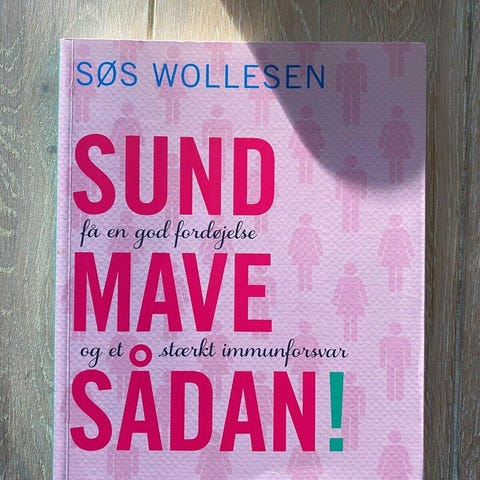 SØS WOLLESEN
SUND
få en god fordøjelse
MAVE
og et stærkt immunforsvar
SÅDAN!